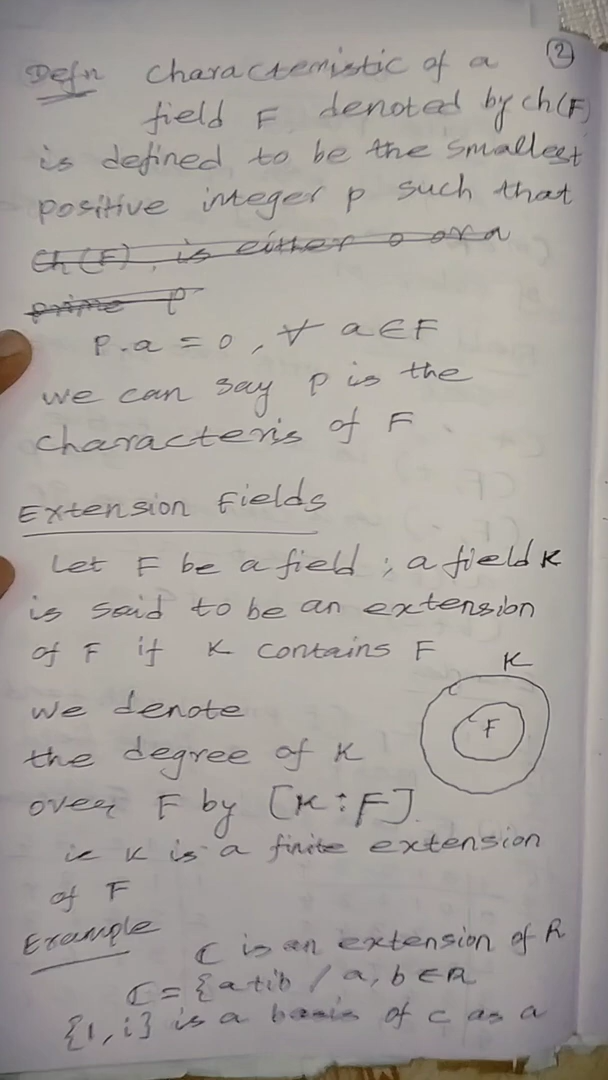 ②
Defn characteristic of a
field F denoted by ch(F)
is defined to be the smallest
positive integer p such that
ch(F), is either 0 or a
prime p
P.a = 0, ∀ a∈F
we can say p is the
characteris of F.
Extension Fields
Let F be a field ; a field K
is said to be an extension
of F if K contains F
K
F
we denote
the degree of K
over F by [K:F]
ie K is a finite extension
of F
Example
C is an extension of R
C = {a+ib / a, b ∈ R
{1, i} is a basis of C as a